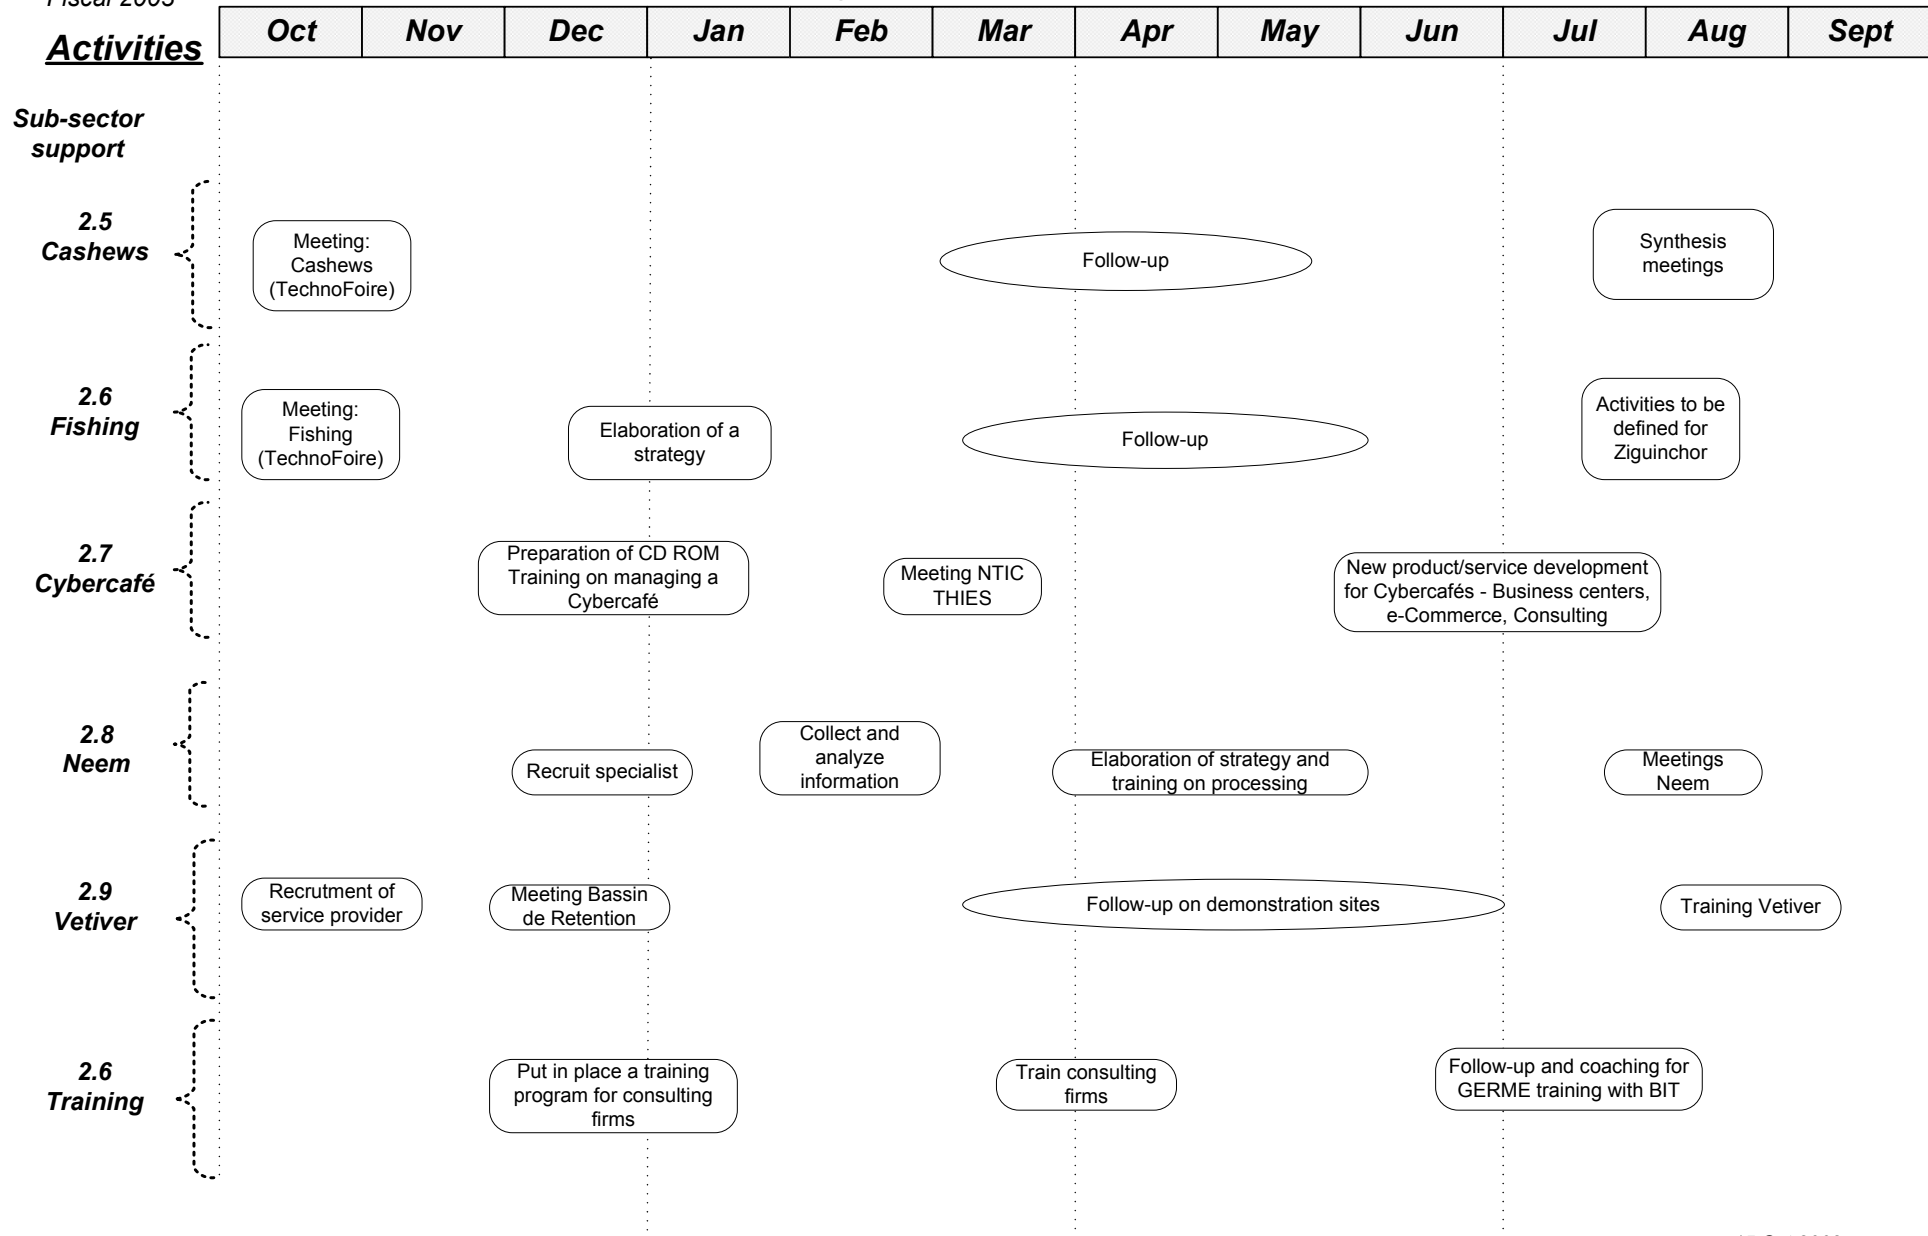 Fiscal 2003
Activities
Oct Nov Dec Jan Feb Mar Apr May Jun Jul Aug Sept
Sub-sector
support
2.5
Cashews
Meeting:
Cashews
(TechnoFoire)
Follow-up
Synthesis
meetings
2.6
Fishing
Meeting:
Fishing
(TechnoFoire)
Elaboration of a
strategy
Follow-up
Activities to be
defined for
Ziguinchor
2.7
Cybercafé
Preparation of CD ROM
Training on managing a
Cybercafé
Meeting NTIC
THIES
New product/service development
for Cybercafés - Business centers,
e-Commerce, Consulting
2.8
Neem
Recruit specialist
Collect and
analyze
information
Elaboration of strategy and
training on processing
Meetings
Neem
2.9
Vetiver
Recrutment of
service provider
Meeting Bassin
de Retention
Follow-up on demonstration sites
Training Vetiver
2.6
Training
Put in place a training
program for consulting
firms
Train consulting
firms
Follow-up and coaching for
GERME training with BIT